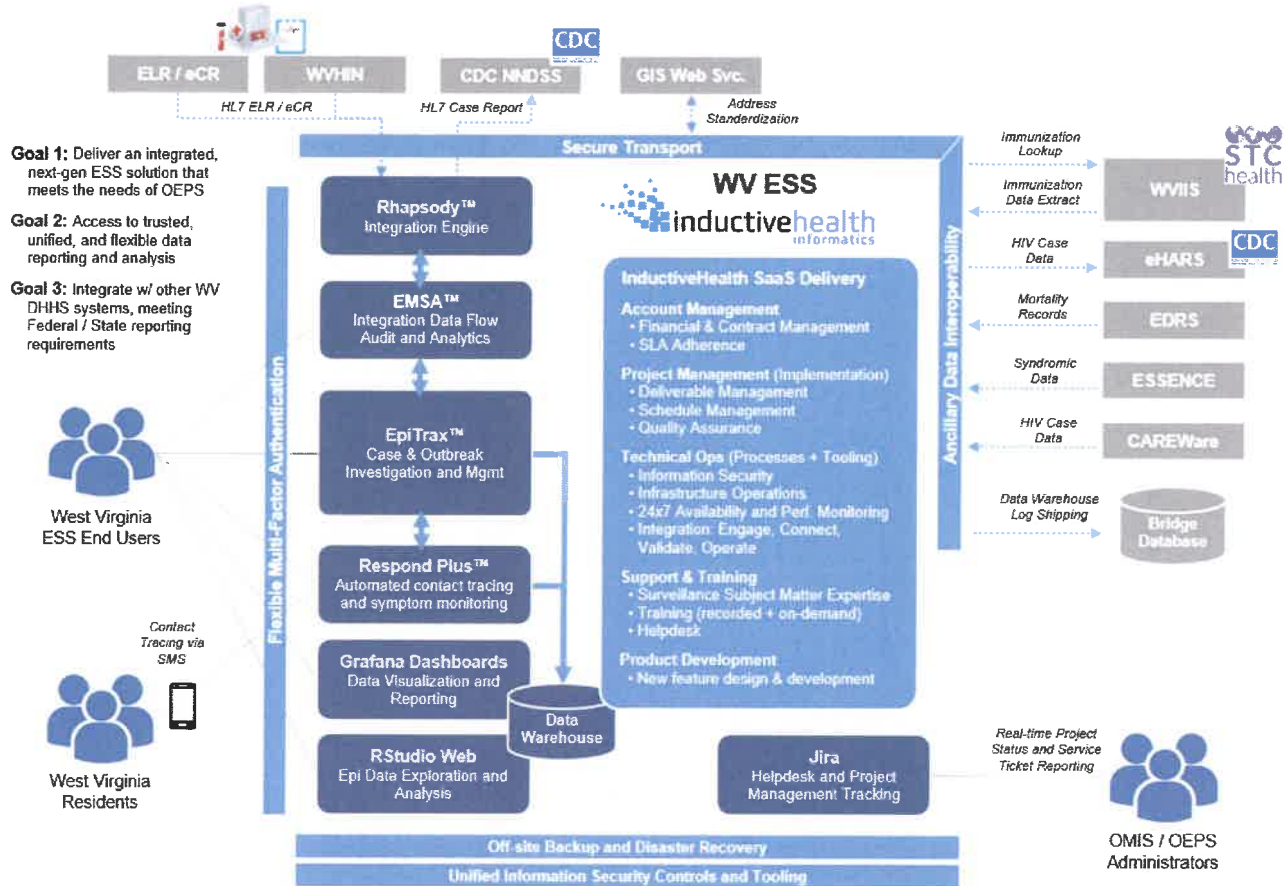 CDC
ELR / eCR
WVHIN
CDC NNDSS
GIS Web Svc.
HL7 ELR / eCR
HL7 Case Report
Address
Standardization
Secure Transport
Goal 1: Deliver an integrated,
next-gen ESS solution that
meets the needs of OEPS
Goal 2: Access to trusted,
unified, and flexible data
reporting and analysis
Goal 3: Integrate w/ other WV
DHHS systems, meeting
Federal / State reporting
requirements
West Virginia
ESS End Users
Contact
Tracing via
SMS
West Virginia
Residents
Flexible Multi-Factor Authentication
Rhapsody™
Integration Engine
EMSA™
Integration Data Flow
Audit and Analytics
EpiTrax™
Case & Outbreak
Investigation and Mgmt
Respond Plus™
Automated contact tracing
and symptom monitoring
Grafana Dashboards
Data Visualization and
Reporting
RStudio Web
Epi Data Exploration and
Analysis
Data
Warehouse
WV ESS
inductivehealth
informatics
InductiveHealth SaaS Delivery
Account Management
• Financial & Contract Management
• SLA Adherence
Project Management (Implementation)
• Deliverable Management
• Schedule Management
• Quality Assurance
Technical Ops (Processes + Tooling)
• Information Security
• Infrastructure Operations
• 24x7 Availability and Perf. Monitoring
• Integration: Engage, Connect,
Validate, Operate
Support & Training
• Surveillance Subject Matter Expertise
• Training (recorded + on-demand)
• Helpdesk
Product Development
• New feature design & development
Jira
Helpdesk and Project
Management Tracking
Ancillary Data Interoperability
Immunization
Lookup
Immunization
Data Extract
WVIIS
STC
health
HIV Case
Data
eHARS
CDC
Mortality
Records
EDRS
Syndromic
Data
ESSENCE
HIV Case
Data
CAREWare
Data Warehouse
Log Shipping
Bridge
Database
Real-time Project
Status and Service
Ticket Reporting
OMIS / OEPS
Administrators
Off-site Backup and Disaster Recovery
Unified Information Security Controls and Tooling